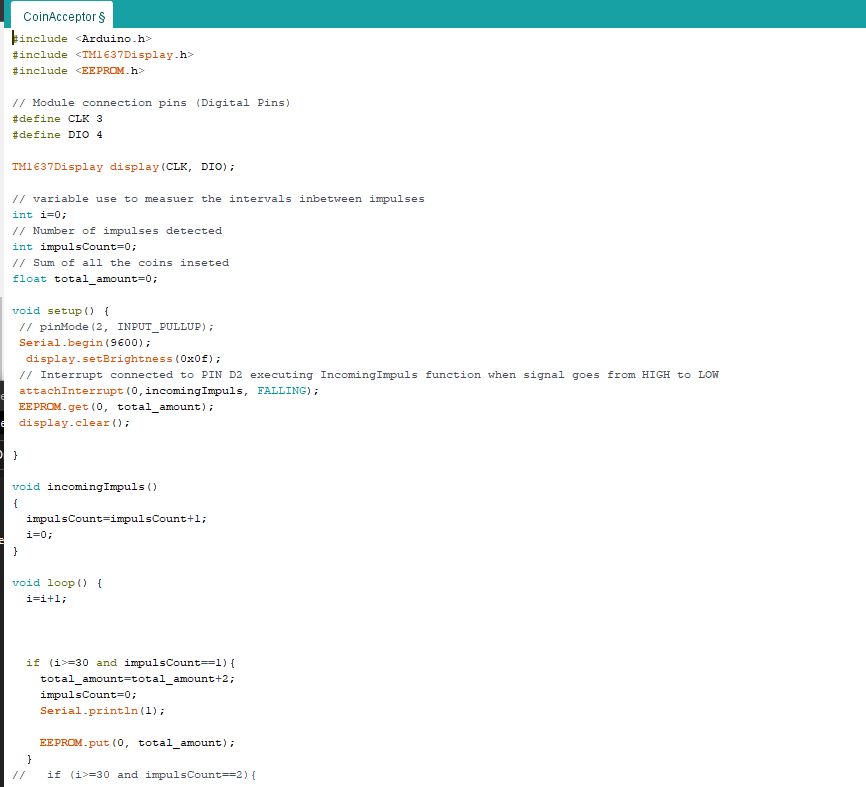 CoinAcceptor §
#include <Arduino.h>
#include <TM1637Display.h>
#include <EEPROM.h>
// Module connection pins (Digital Pins)
#define CLK 3
#define DIO 4
TM1637Display display(CLK, DIO);
// variable use to measuer the intervals inbetween impulses
int i=0;
// Number of impulses detected
int impulsCount=0;
// Sum of all the coins inseted
float total_amount=0;
void setup() {
// pinMode(2, INPUT_PULLUP);
Serial.begin(9600);
display.setBrightness(0x0f);
// Interrupt connected to PIN D2 executing IncomingImpuls function when signal goes from HIGH to LOW
attachInterrupt(0,incomingImpuls, FALLING);
EEPROM.get(0, total_amount);
display.clear();
}
void incomingImpuls()
{
impulsCount=impulsCount+1;
i=0;
}
void loop() {
i=i+1;
if (i>=30 and impulsCount==1){
total_amount=total_amount+2;
impulsCount=0;
Serial.println(1);
EEPROM.put(0, total_amount);
}
// if (i>=30 and impulsCount==2){